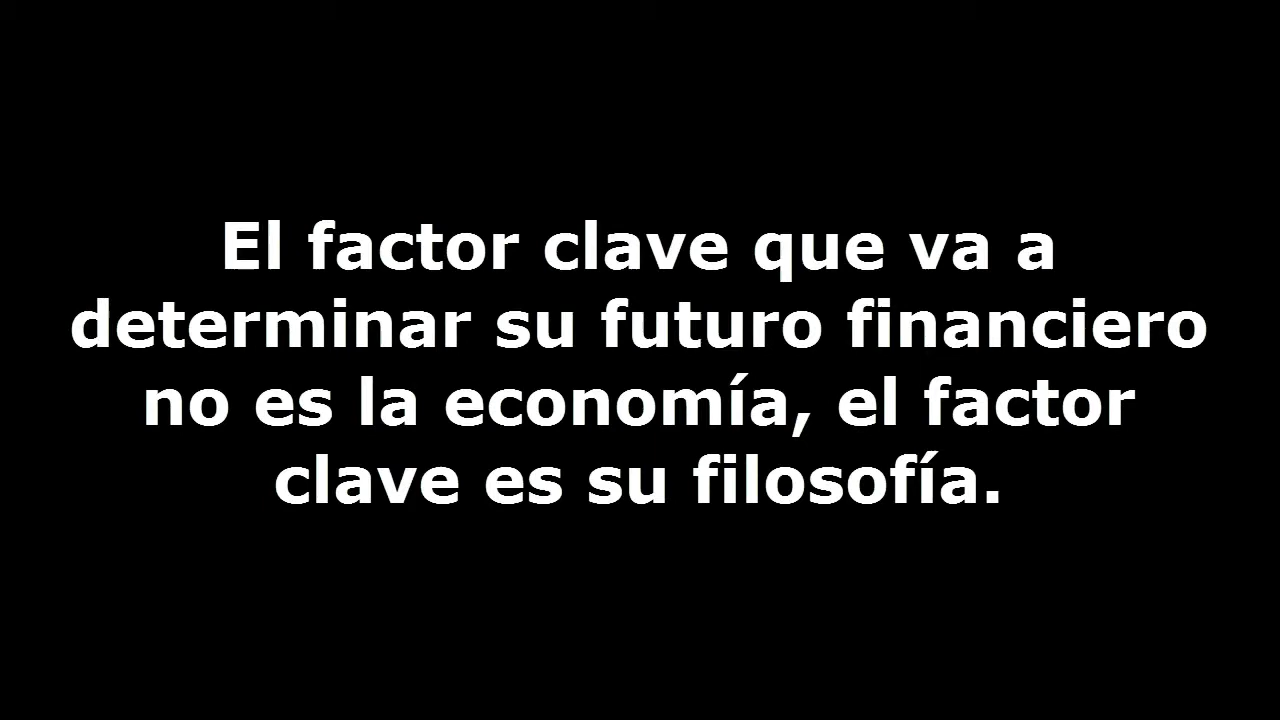 El factor clave que va a
determinar su futuro financiero
no es la economía, el factor
clave es su filosofía.